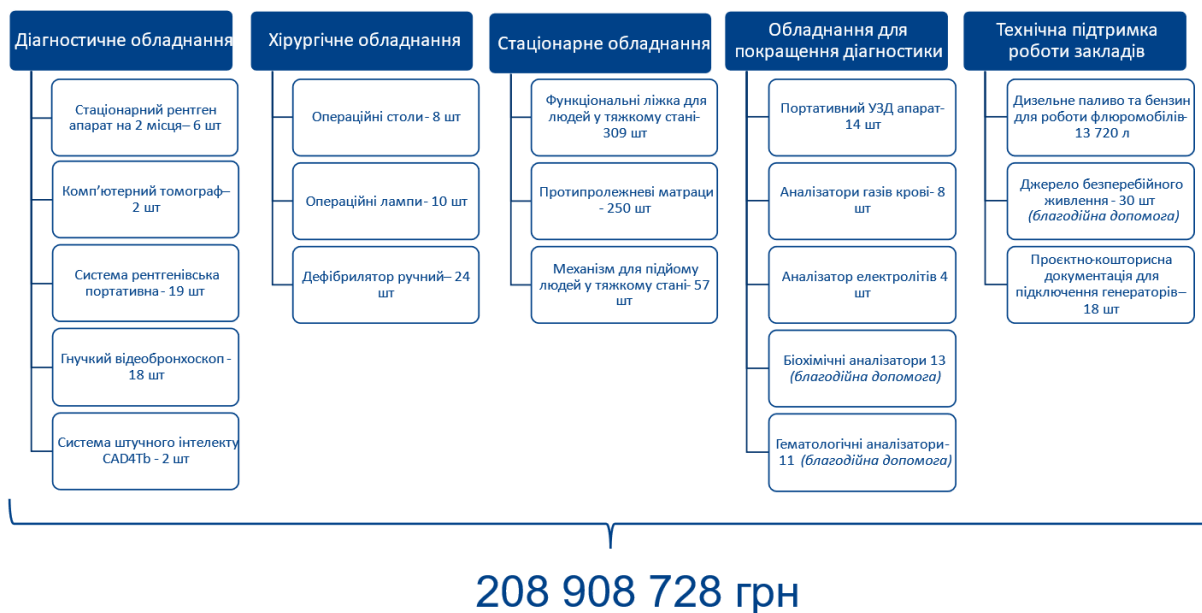 Діагностичне обладнання
Стаціонарний рентген
апарат на 2 місця– 6 шт
Комп’ютерний томограф–
2 шт
Система рентгенівська
портативна - 19 шт
Гнучкий відеобронхоскоп -
18 шт
Система штучного інтелекту
CAD4Tb - 2 шт
Хірургічне обладнання
Операційні столи - 8 шт
Операційні лампи - 10 шт
Дефібрилятор ручний– 24
шт
Стаціонарне обладнання
Функціональні ліжка для
людей у тяжкому стані-
309 шт
Протипролежневі матраци
- 250 шт
Механізм для підйому
людей у тяжкому стані- 57
шт
Обладнання для
покращення діагностики
Портативний УЗД апарат-
14 шт
Аналізатори газів крові- 8
шт
Аналізатор електролітів 4
шт
Біохімічні аналізатори 13
(благодійна допомога)
Гематологічні аналізатори-
11 (благодійна допомога)
Технічна підтримка
роботи закладів
Дизельне паливо та бензин
для роботи флюромобілів-
13 720 л
Джерело безперебійного
живлення - 30 шт
(благодійна допомога)
Проєктно-кошторисна
документація для
підключення генераторів–
18 шт
208 908 728 грн